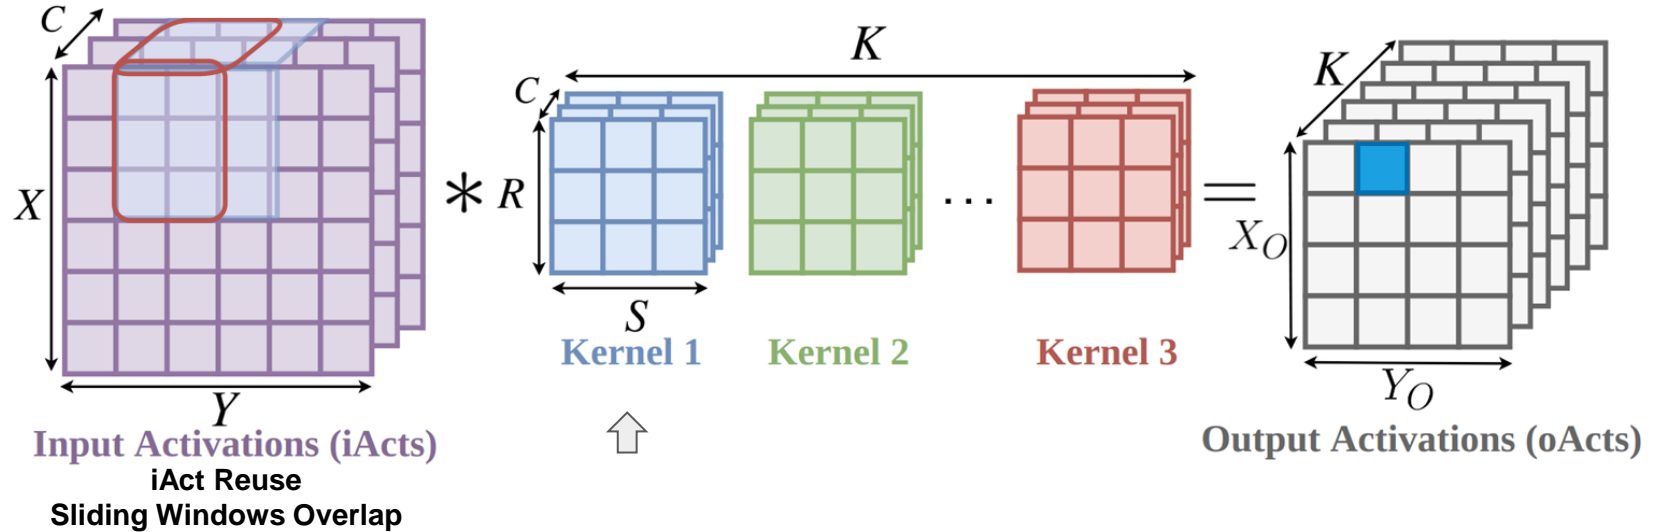 C
X
Y
Input Activations (iActs)
iAct Reuse
Sliding Windows Overlap
*
K
C
R
S
Kernel 1
Kernel 2
...
Kernel 3
=
K
X_O
Y_O
Output Activations (oActs)